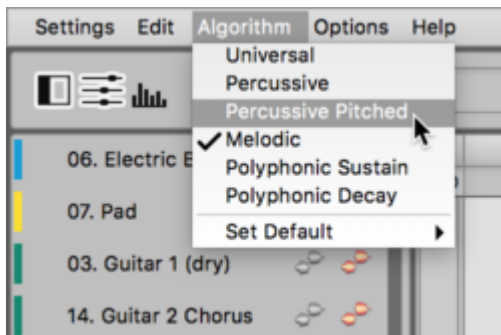 Settings Edit Algorithm Options Help
Universal
Percussive
Percussive Pitched
Melodic
Polyphonic Sustain
Polyphonic Decay
Set Default
06. Electric
07. Pad
03. Guitar 1 (dry)
14. Guitar 2 Chorus